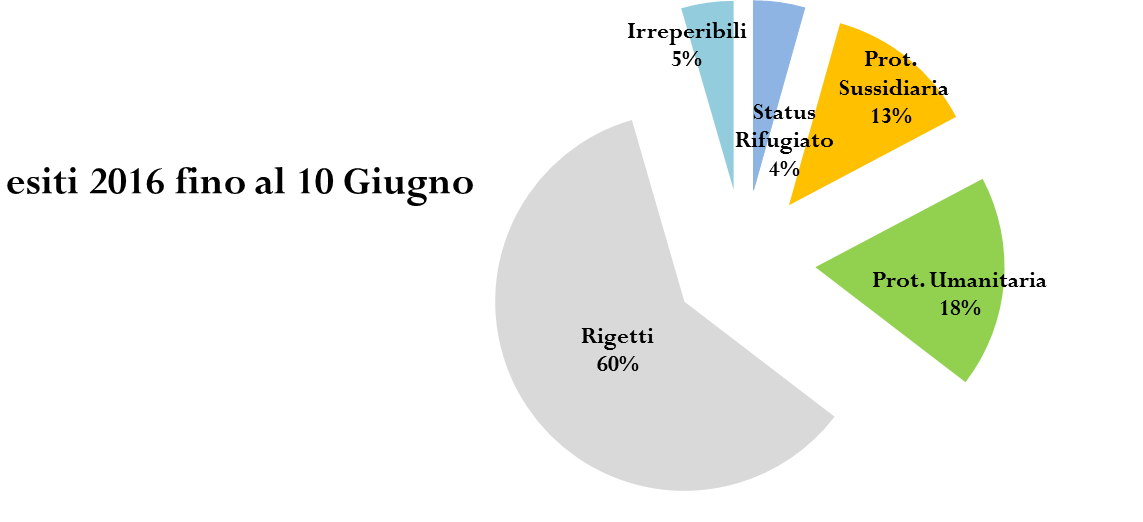 esiti 2016 fino al 10 Giugno
Irreperibili
5%
Status
Rifugiato
4%
Prot.
Sussidiaria
13%
Prot. Umanitaria
18%
Rigetti
60%